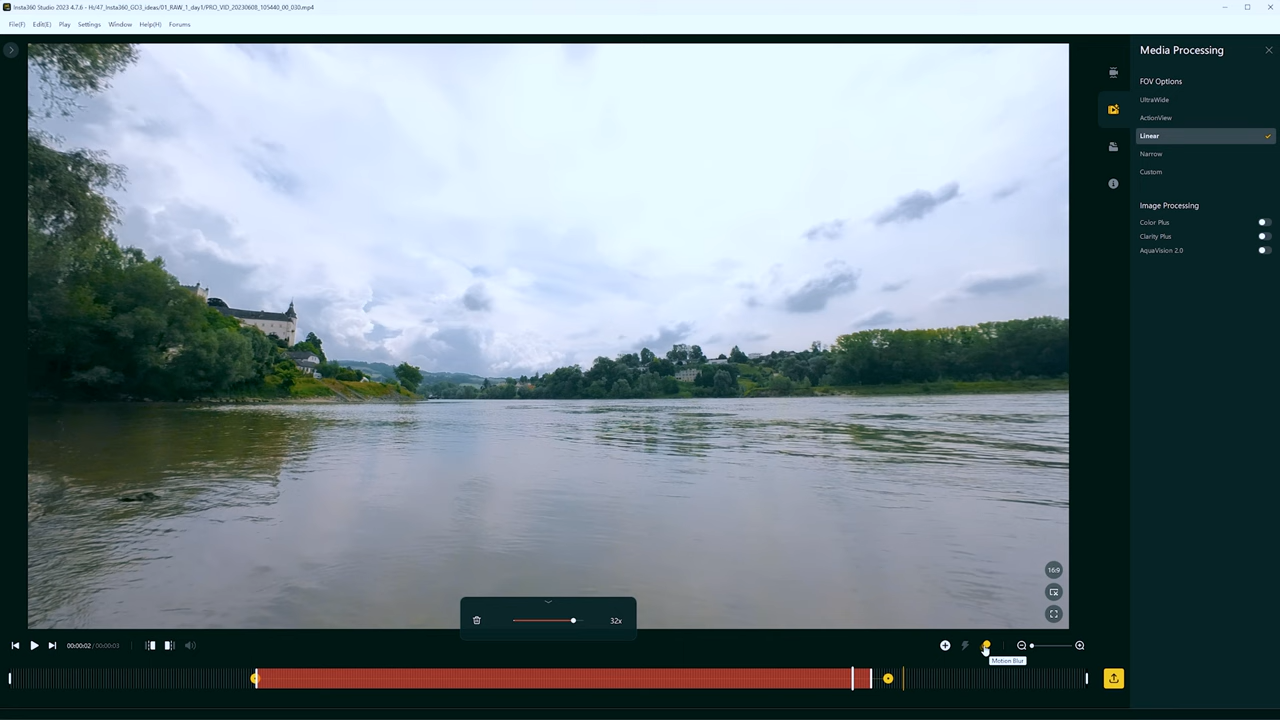 Insta360 Studio 2023 4.7.6 - H:/47_Insta360_GO3_ideas/01_RAW_1_day1/PRO_VID_20230608_105440_00_030.mp4
File(F) Edit(E) Play Settings Window Help(H) Forums
Media Processing
FOV Options
UltraWide
ActionView
Linear
Narrow
Custom
Image Processing
Color Plus
Clarity Plus
AquaVision 2.0
16:9
32x
00:00:02 / 00:00:03
Motion Blur